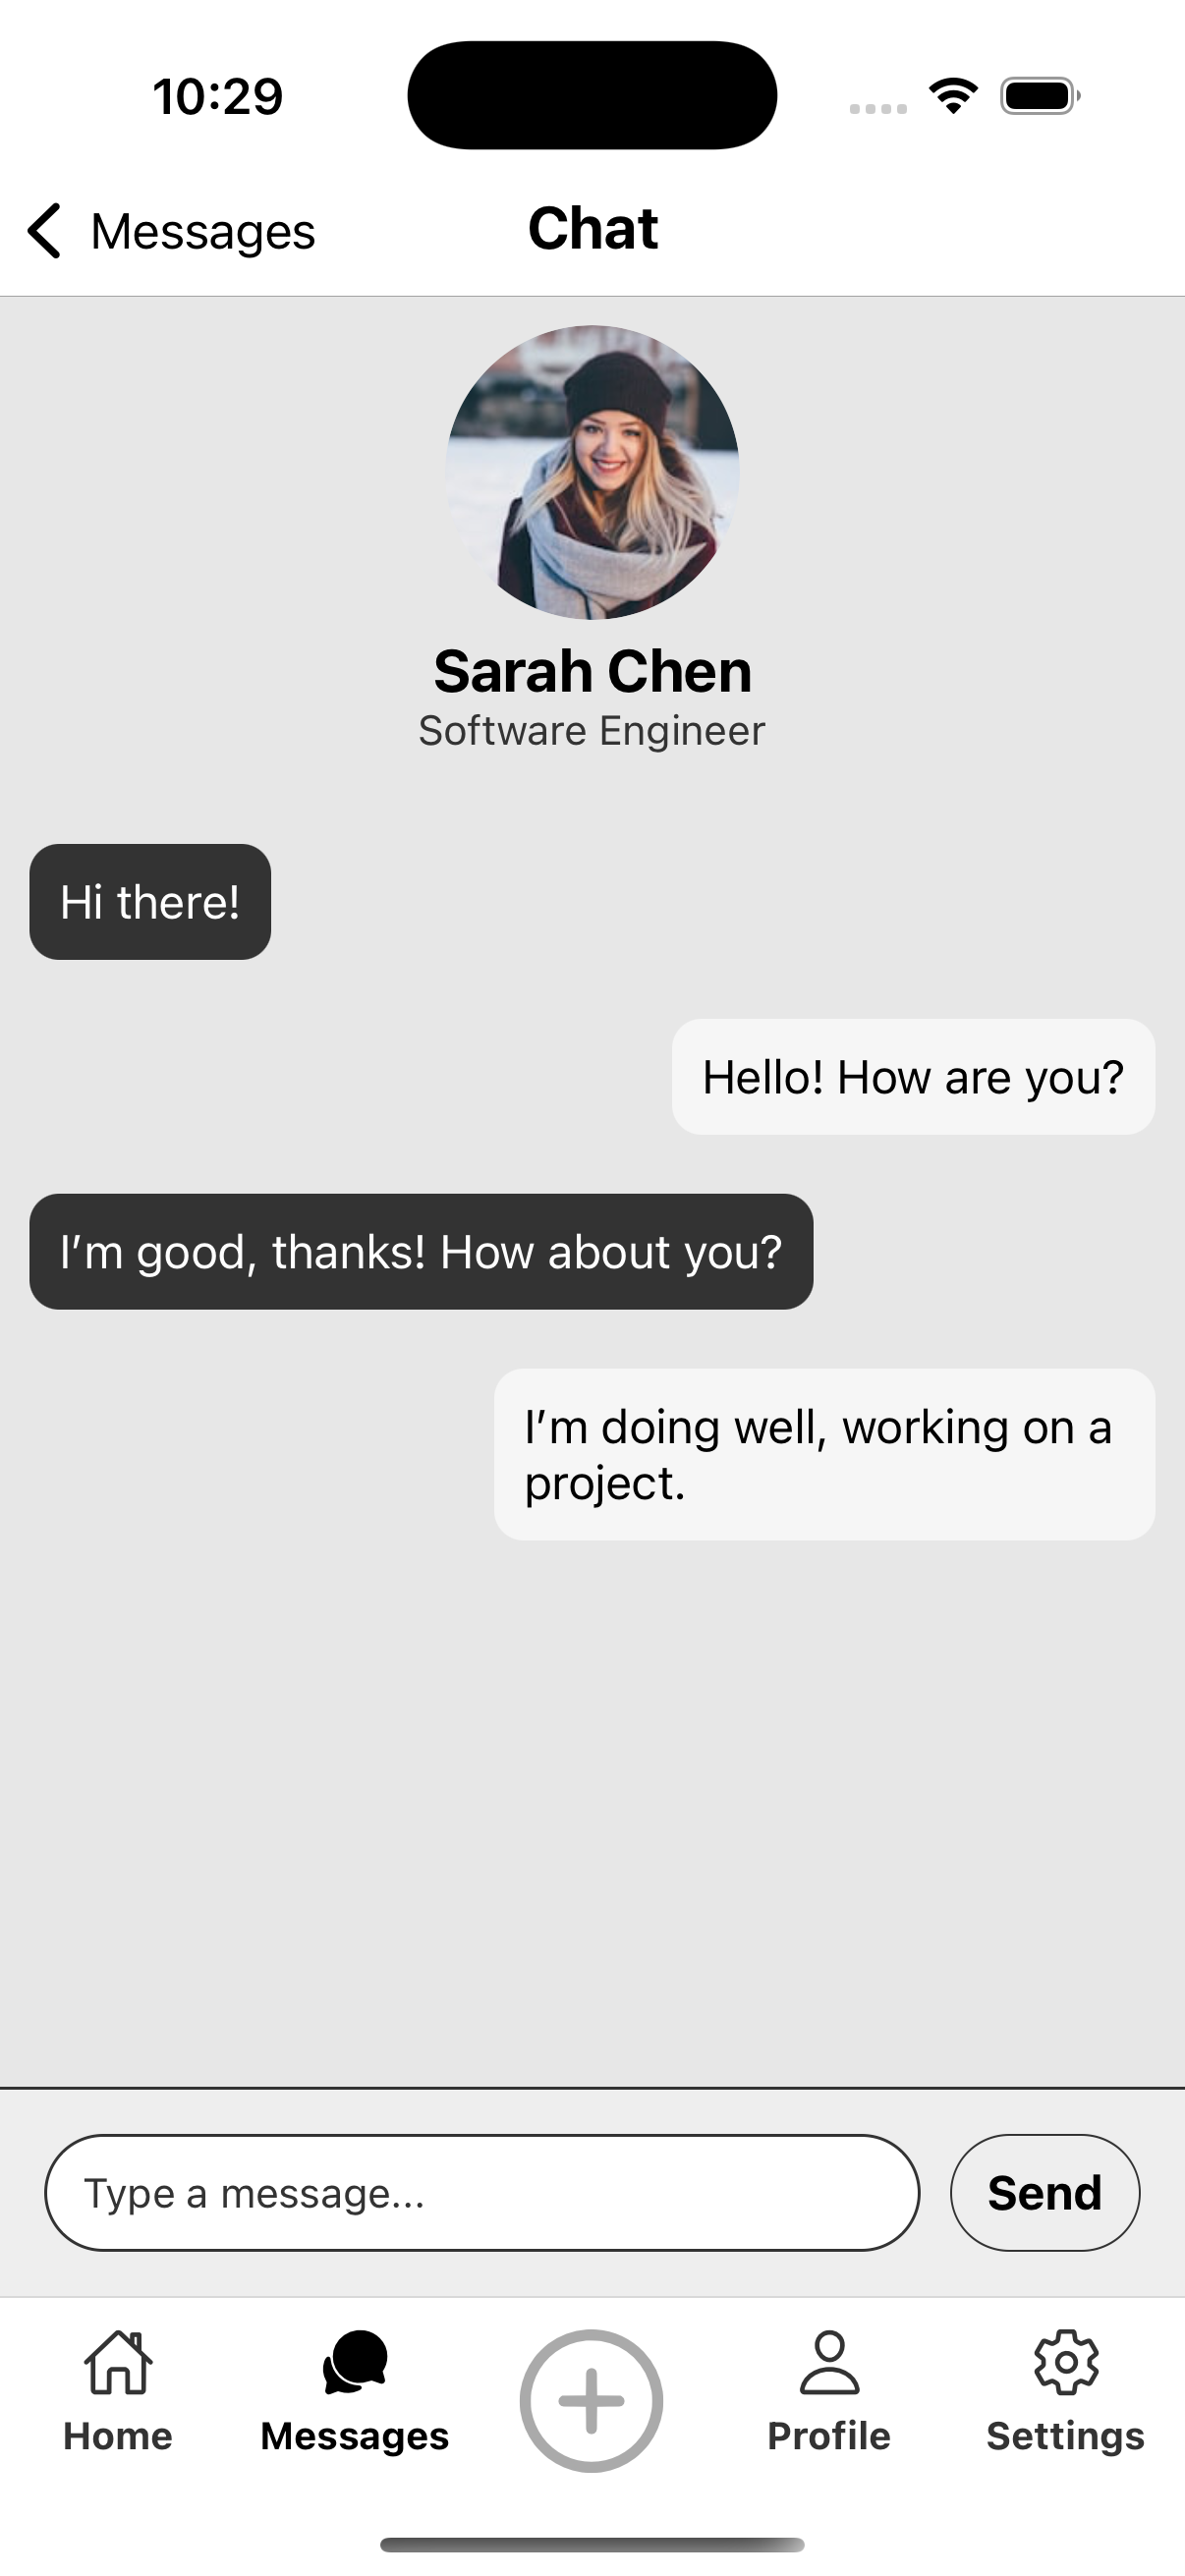 10:29
Messages
Chat
Sarah Chen
Software Engineer
Hi there!
Hello! How are you?
I’m good, thanks! How about you?
I’m doing well, working on a
project.
Type a message...
Send
Home
Messages
Profile
Settings